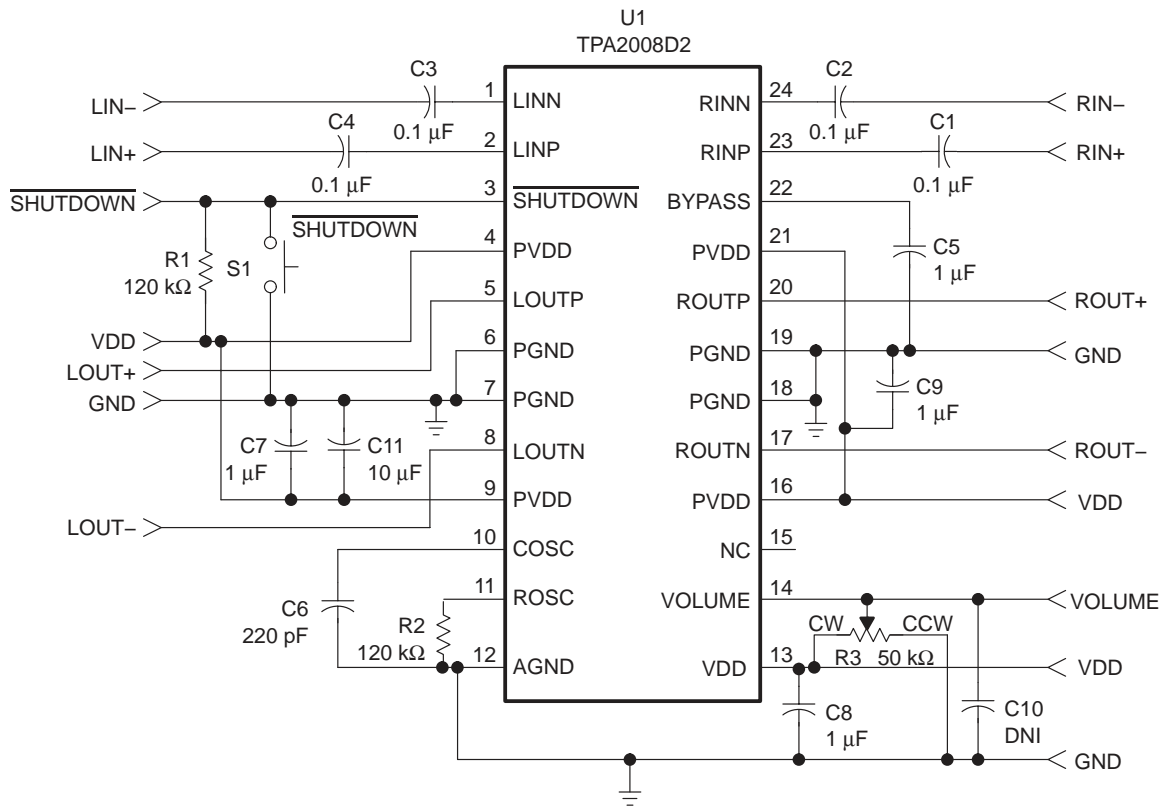 U1
TPA2008D2
LIN−
C3
0.1 μF
1
LINN
RINN
24
C2
0.1 μF
RIN−
LIN+
C4
0.1 μF
2
LINP
RINP
23
C1
0.1 μF
RIN+
SHUTDOWN
3
SHUTDOWN
BYPASS
22
R1
120 kΩ
S1
SHUTDOWN
4
PVDD
PVDD
21
C5
1 μF
5
LOUTP
ROUTP
20
ROUT+
VDD
6
PGND
PGND
19
GND
LOUT+
GND
7
PGND
PGND
18
C9
1 μF
C7
1 μF
C11
10 μF
8
LOUTN
ROUTN
17
ROUT−
9
PVDD
PVDD
16
VDD
LOUT−
10
COSC
NC
15
C6
220 pF
11
ROSC
VOLUME
14
VOLUME
R2
120 kΩ
CW
CCW
R3 50 kΩ
12
AGND
VDD
13
VDD
C8
1 μF
C10
DNI
GND